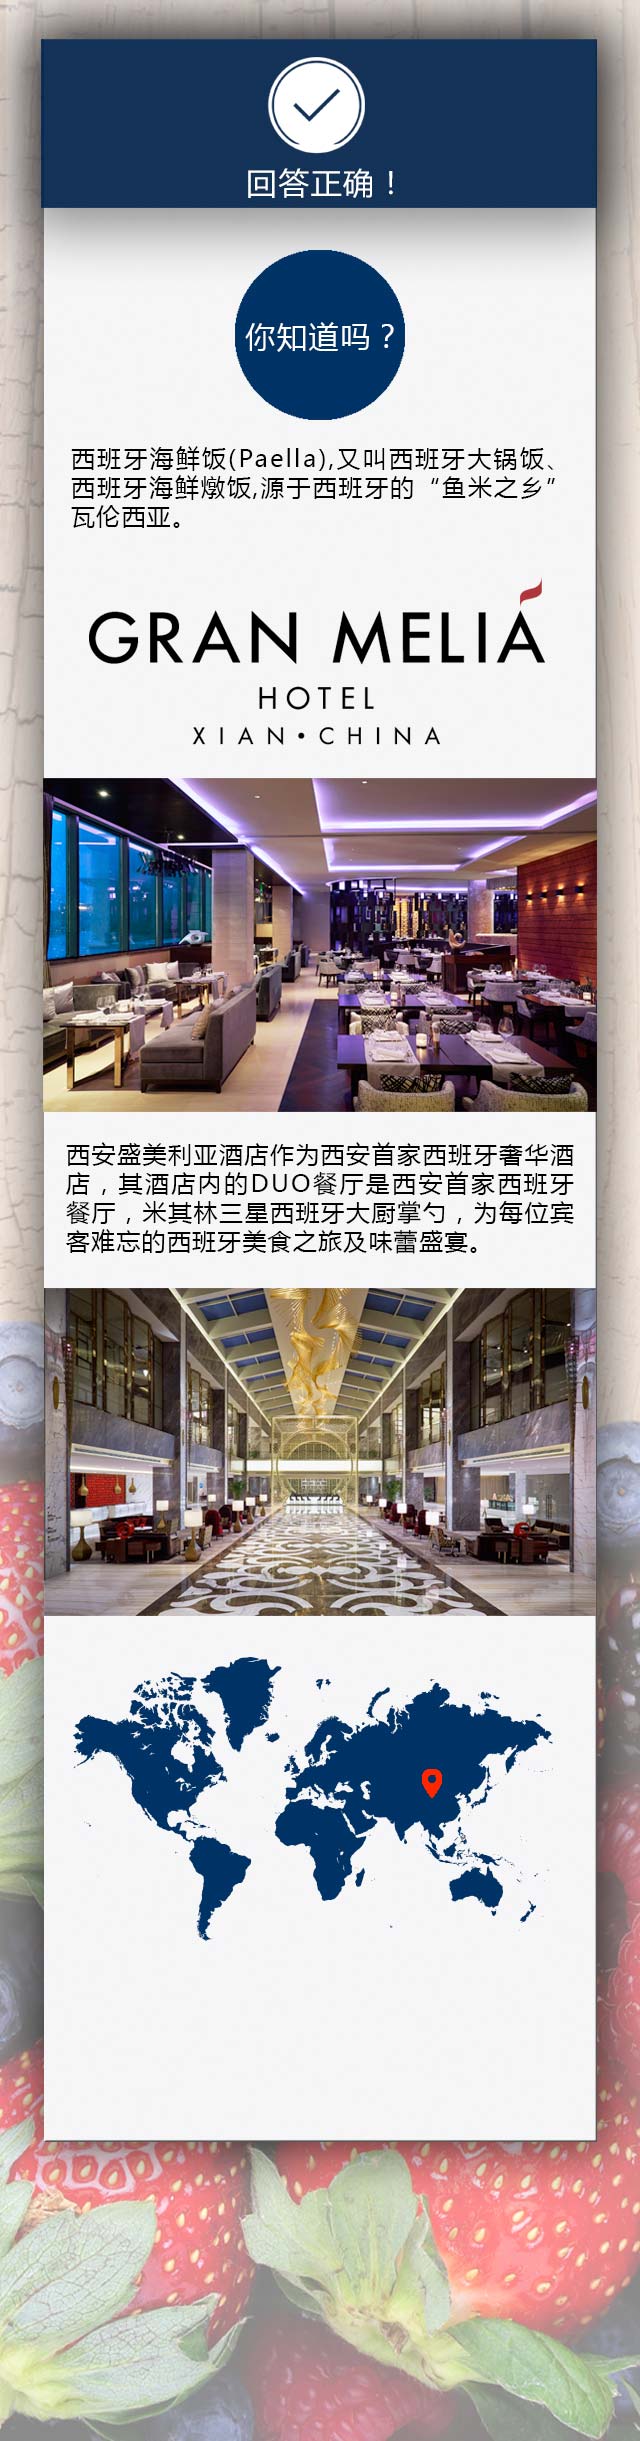 回答正确！
你知道吗？
西班牙海鲜饭(Paella),又叫西班牙大锅饭、
西班牙海鲜燉饭,源于西班牙的“鱼米之乡”
瓦伦西亚。
GRAN MELIÁ
HOTEL
XIAN•CHINA
西安盛美利亚酒店作为西安首家西班牙奢华酒
店，其酒店内的DUO餐厅是西安首家西班牙
餐厅，米其林三星西班牙大厨掌勺，为每位宾
客难忘的西班牙美食之旅及味蕾盛宴。